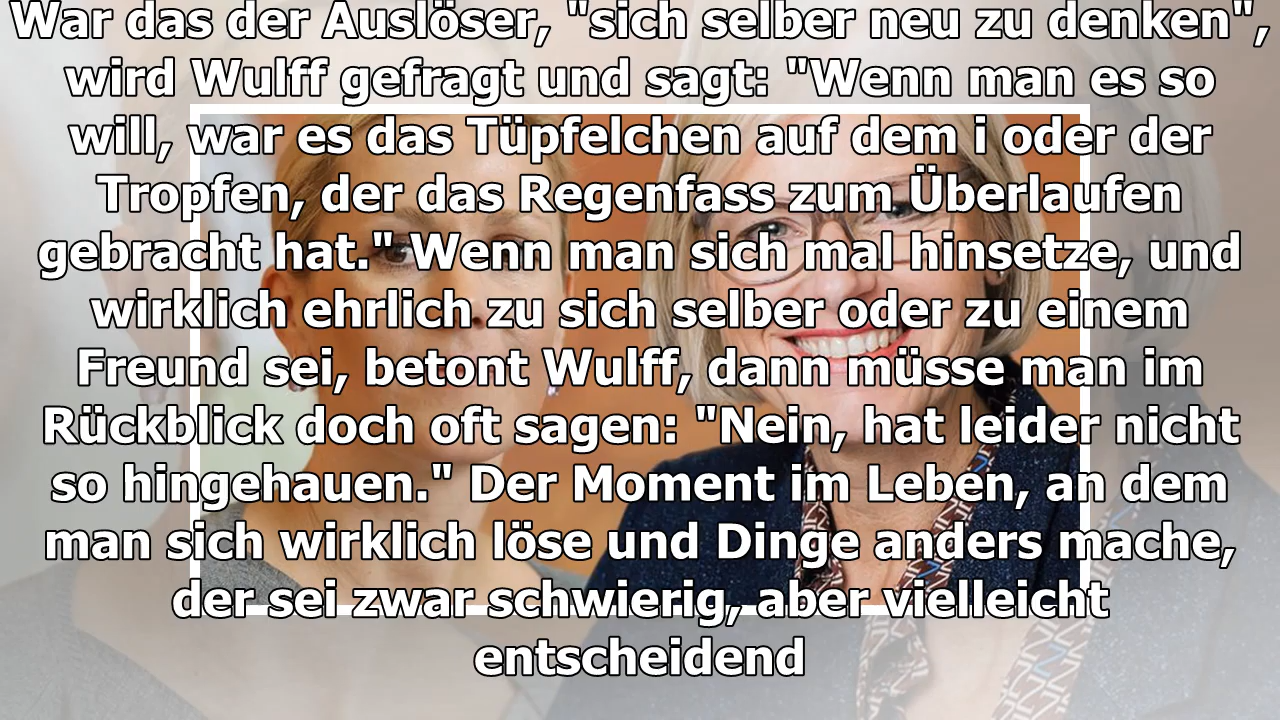 War das der Auslöser, "sich selber neu zu denken",
wird Wulff gefragt und sagt: "Wenn man es so
will, war es das Tüpfelchen auf dem i oder der
Tropfen, der das Regenfass zum Überlaufen
gebracht hat." Wenn man sich mal hinsetze, und
wirklich ehrlich zu sich selber oder zu einem
Freund sei, betont Wulff, dann müsse man im
Rückblick doch oft sagen: "Nein, hat leider nicht
so hingehauen." Der Moment im Leben, an dem
man sich wirklich löse und Dinge anders mache,
der sei zwar schwierig, aber vielleicht
entscheidend